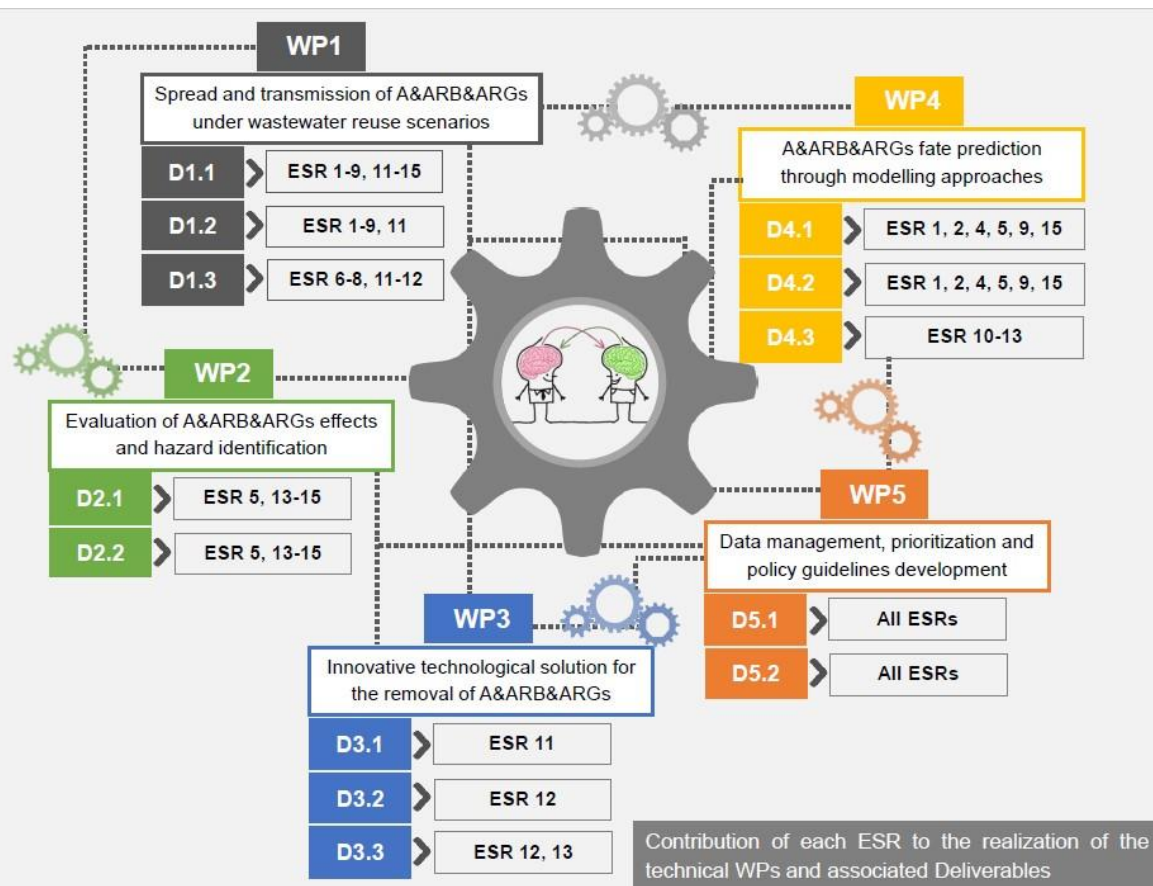 WP1
Spread and transmission of A&ARB&ARGs
under wastewater reuse scenarios
D1.1
ESR 1-9, 11-15
D1.2
ESR 1-9, 11
D1.3
ESR 6-8, 11-12
WP4
A&ARB&ARGs fate prediction
through modelling approaches
D4.1
ESR 1, 2, 4, 5, 9, 15
D4.2
ESR 1, 2, 4, 5, 9, 15
D4.3
ESR 10-13
WP2
Evaluation of A&ARB&ARGs effects
and hazard identification
D2.1
ESR 5, 13-15
D2.2
ESR 5, 13-15
WP5
Data management, prioritization and
policy guidelines development
D5.1
All ESRs
D5.2
All ESRs
WP3
Innovative technological solution for
the removal of A&ARB&ARGs
D3.1
ESR 11
D3.2
ESR 12
D3.3
ESR 12, 13
Contribution of each ESR to the realization of the
technical WPs and associated Deliverables